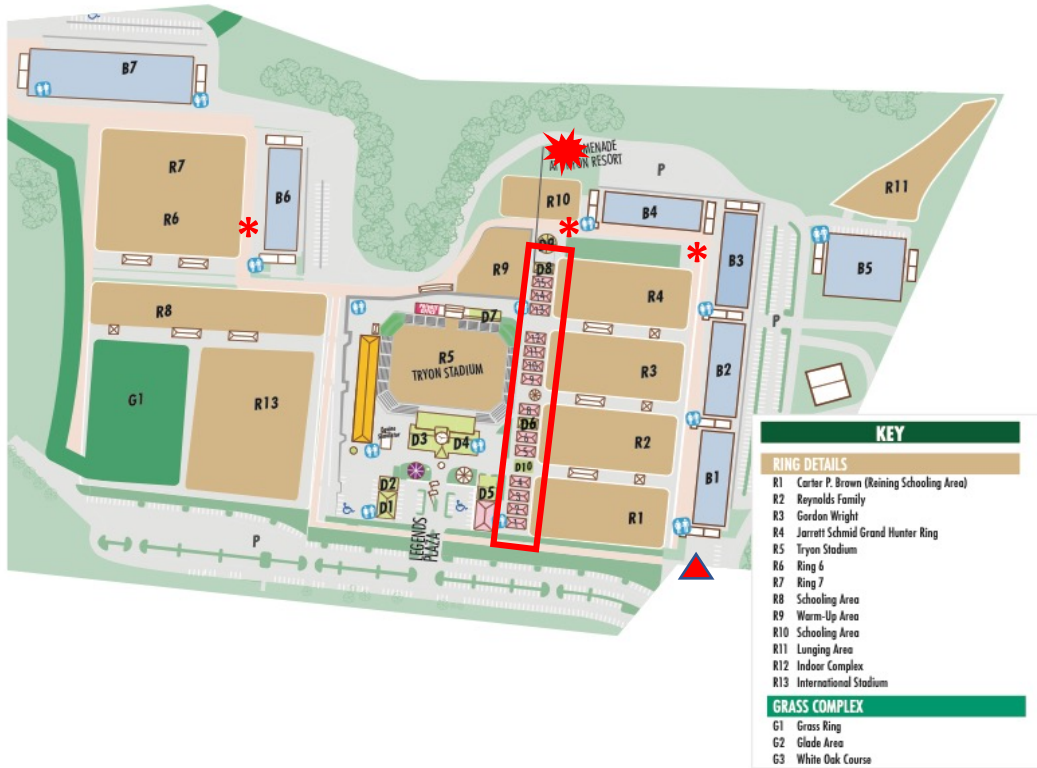 B7
R7
R6
B6
MENADE
RESORT
P
R10
B4
R11
D9
D8
R9
B3
B5
R4
R8
D7
P
R5
TRYON STADIUM
R3
B2
G1
R13
D3
D4
D6
R2
D10
D2
D1
D5
B1
R1
LEGENDS
PLAZA
P
KEY
RING DETAILS
R1 Carter P. Brown (Reining Schooling Area)
R2 Reynolds Family
R3 Gordon Wright
R4 Jarrett Schmid Grand Hunter Ring
R5 Tryon Stadium
R6 Ring 6
R7 Ring 7
R8 Schooling Area
R9 Warm-Up Area
R10 Schooling Area
R11 Lunging Area
R12 Indoor Complex
R13 International Stadium
GRASS COMPLEX
G1 Grass Ring
G2 Glade Area
G3 White Oak Course